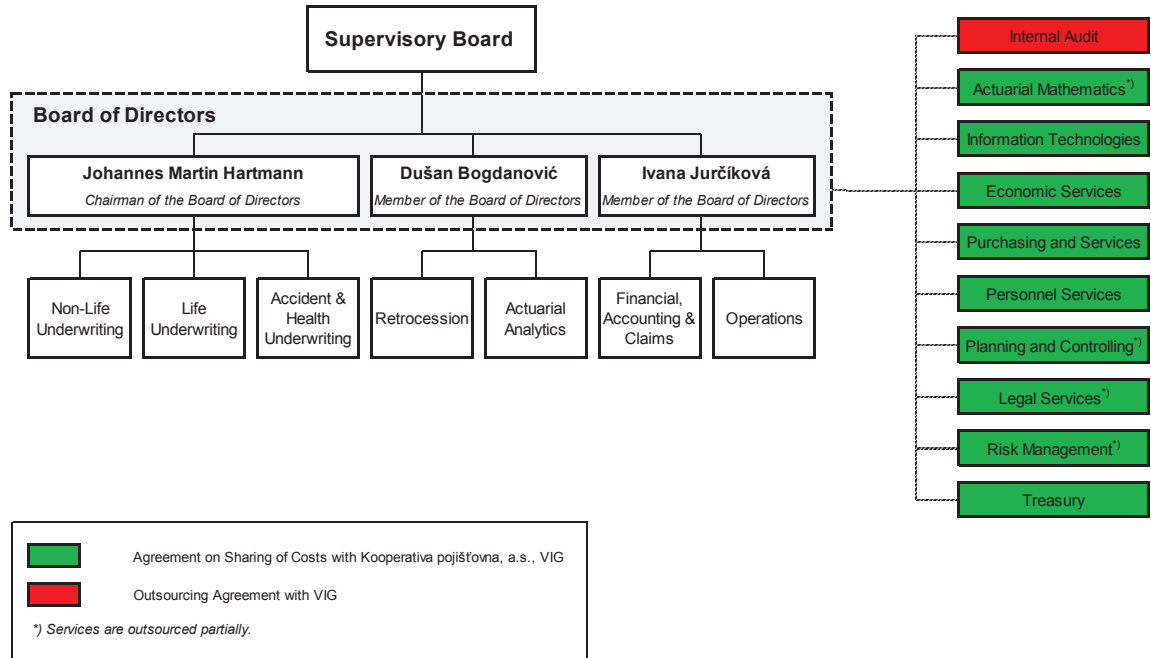 Supervisory Board
Board of Directors
Johannes Martin Hartmann
Chairman of the Board of Directors
Dušan Bogdanović
Member of the Board of Directors
Ivana Jurčíková
Member of the Board of Directors
Non-Life
Underwriting
Life
Underwriting
Accident &
Health
Underwriting
Retrocession
Actuarial
Analytics
Financial,
Accounting &
Claims
Operations
Internal Audit
Actuarial Mathematics*)
Information Technologies
Economic Services
Purchasing and Services
Personnel Services
Planning and Controlling*)
Legal Services*)
Risk Management*)
Treasury
Agreement on Sharing of Costs with Kooperativa pojišťovna, a.s., VIG
Outsourcing Agreement with VIG
*) Services are outsourced partially.